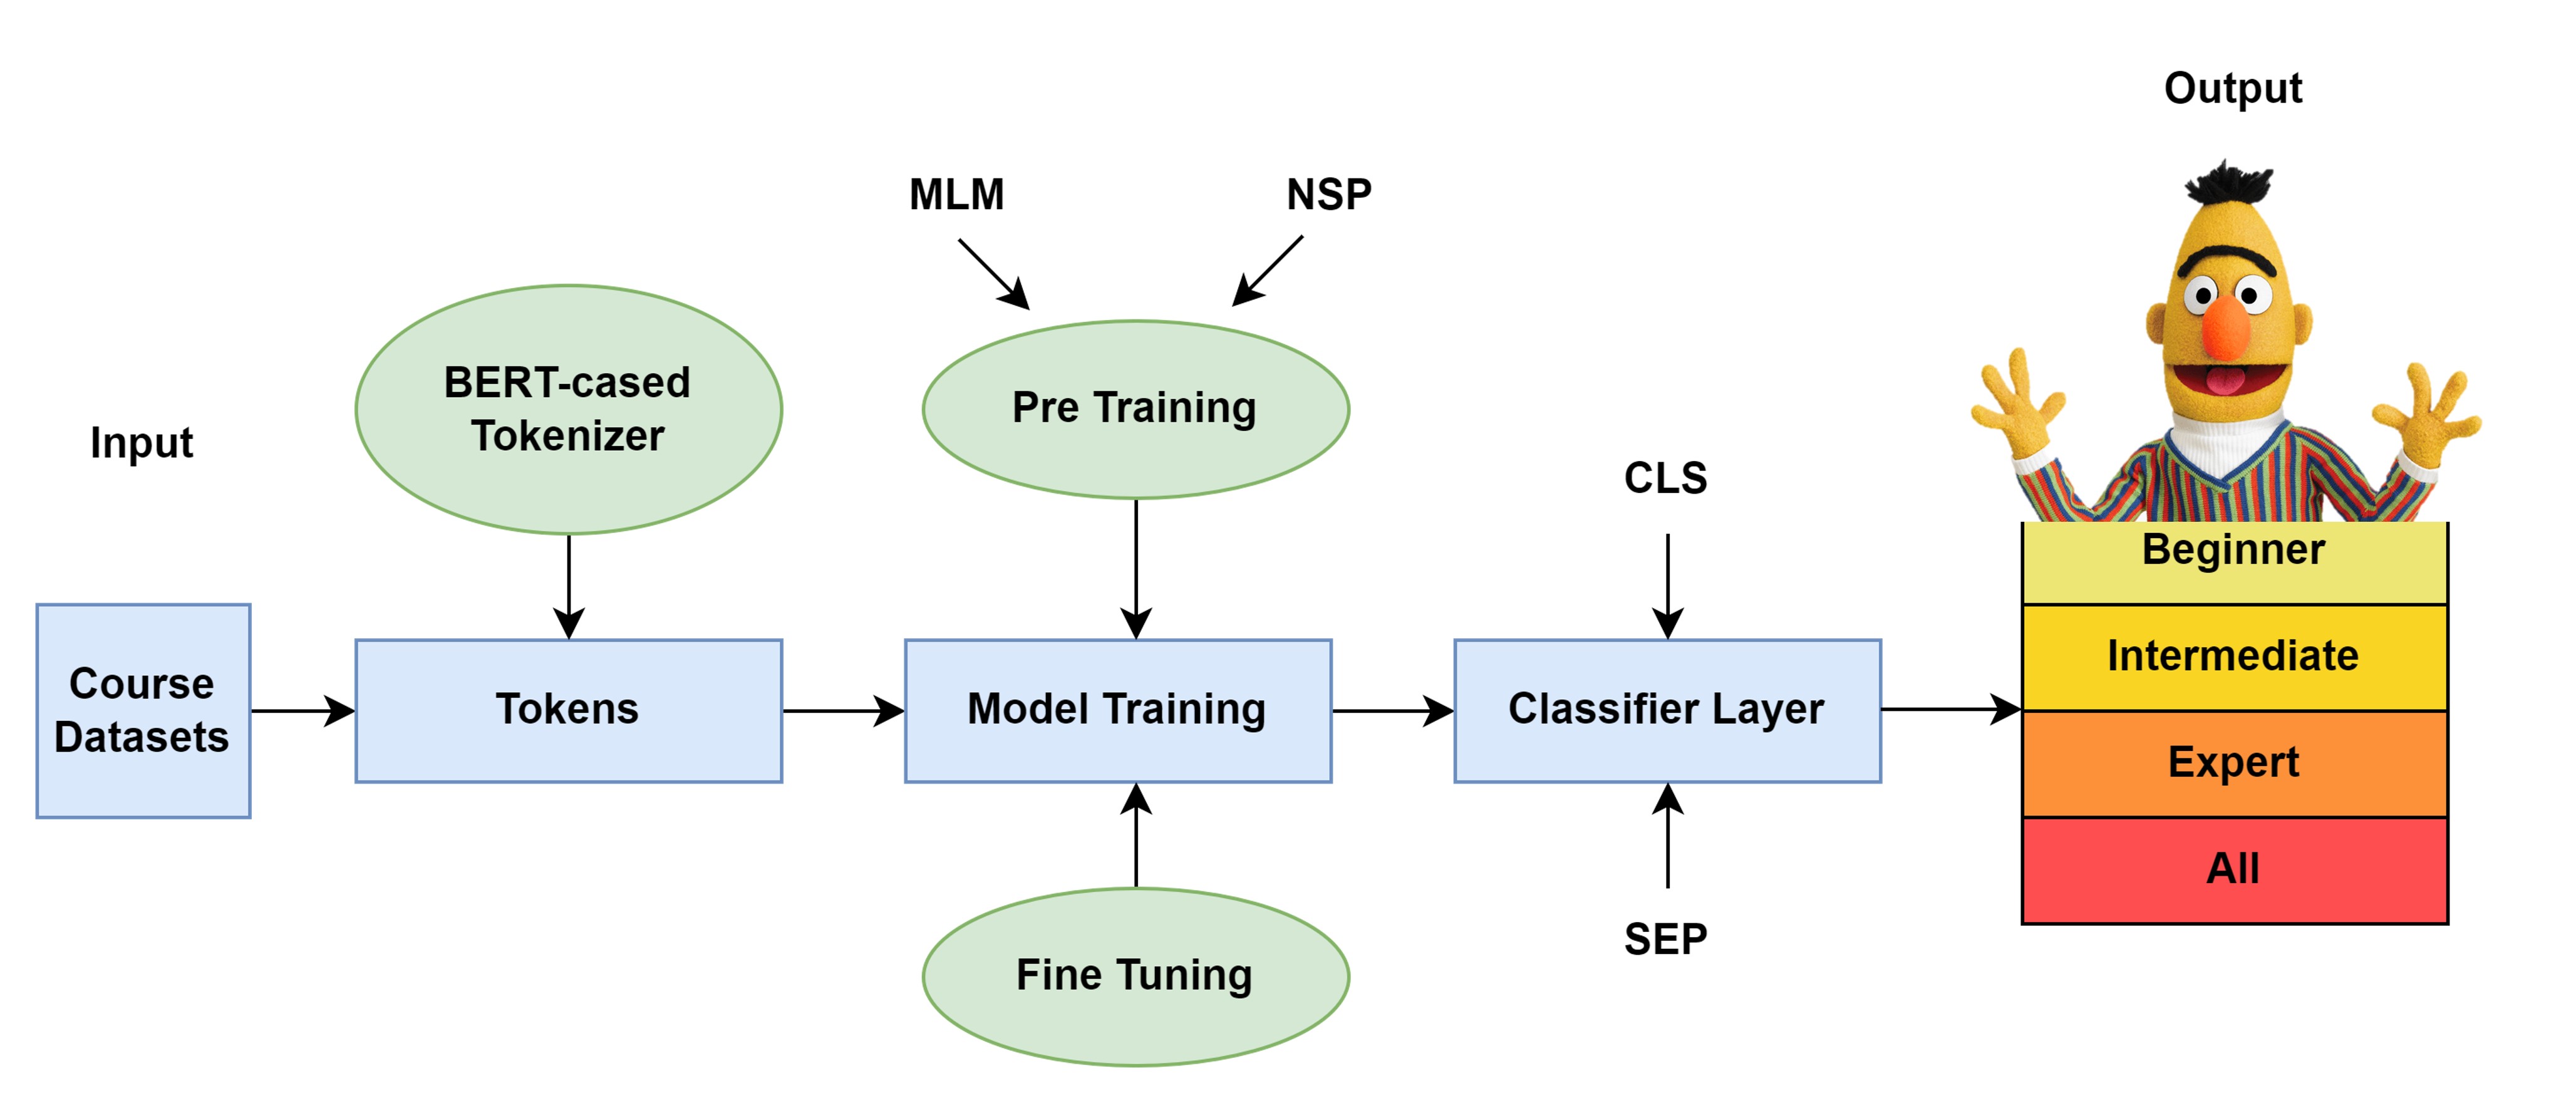 Output
MLM
NSP
BERT-cased
Tokenizer
Pre Training
Input
CLS
Beginner
Intermediate
Course
Datasets
Tokens
Model Training
Classifier Layer
Expert
All
SEP
Fine Tuning